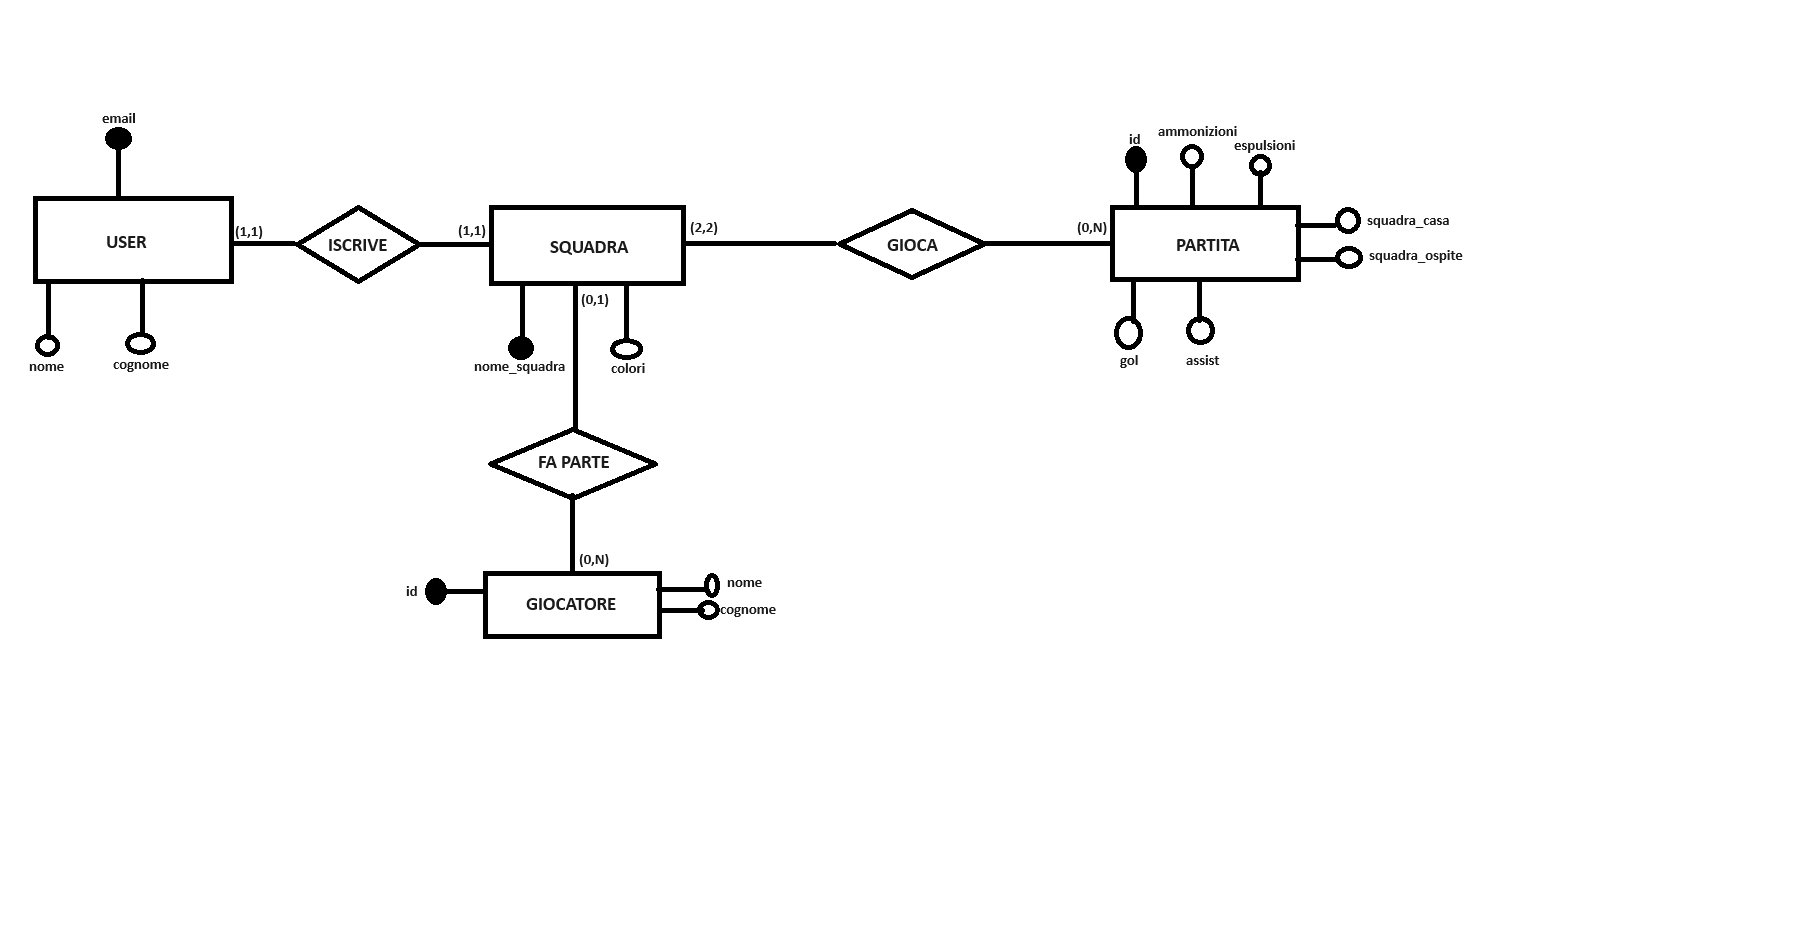 email
USER
(1,1)
ISCRIVE
(1,1)
SQUADRA
(2,2)
GIOCA
(0,N)
PARTITA
id
ammonizioni
espulsioni
squadra_casa
squadra_ospite
nome
cognome
nome_squadra
(0,1)
colori
gol
assist
FA PARTE
(0,N)
id
GIOCATORE
nome
cognome